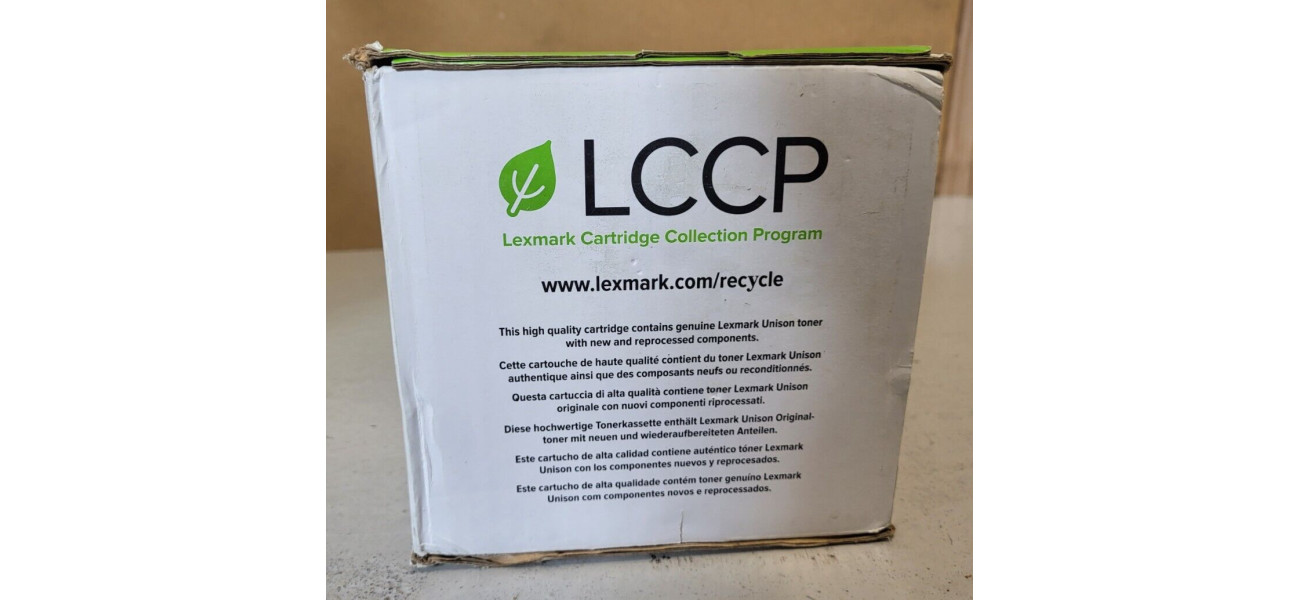 LCCP
Lexmark Cartridge Collection Program
www.lexmark.com/recycle
This high quality cartridge contains genuine Lexmark Unison toner
with new and reprocessed components.
Cette cartouche de haute qualité contient du toner Lexmark Unison
authentique ainsi que des composants neufs ou reconditionnés.
Questa cartuccia di alta qualità contiene toner Lexmark Unison
originale con nuovi componenti riprocessati.
Diese hochwertige Tonerkassette enthält Lexmark Unison Original-
toner mit neuen und wiederaufbereiteten Anteilen.
Este cartucho de alta calidad contiene auténtico tóner Lexmark
Unison con los componentes nuevos y reprocesados.
Este cartucho de alta qualidade contém toner genuíno Lexmark
Unison com componentes novos e reprocessados.